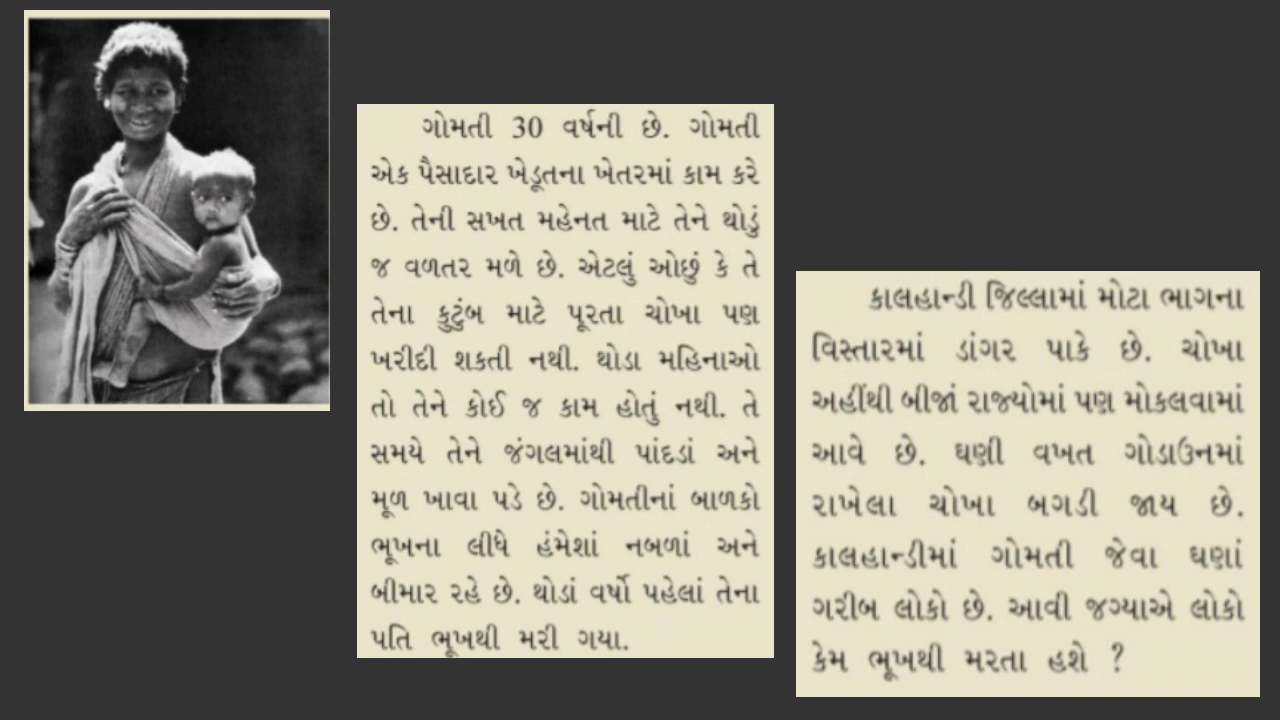 ગોમતી 30 વર્ષની છે. ગોમતી
એક પૈસાદાર ખેડૂતના ખેતરમાં કામ કરે
છે. તેની સખત મહેનત માટે તેને થોડું
જ વળતર મળે છે. એટલું ઓછું કે તે
તેના કુટુંબ માટે પૂરતા ચોખા પણ
ખરીદી શકતી નથી. થોડા મહિનાઓ
તો તેને કોઈ જ કામ હોતું નથી. તે
સમયે તેને જંગલમાંથી પાંદડાં અને
મૂળ ખાવા પડે છે. ગોમતીનાં બાળકો
ભૂખના લીધે હંમેશાં નબળાં અને
બીમાર રહે છે. થોડાં વર્ષો પહેલાં તેના
પતિ ભૂખથી મરી ગયા.
કાલહાન્ડી જિલ્લામાં મોટા ભાગના
વિસ્તારમાં ડાંગર પાકે છે. ચોખા
અહીંથી બીજાં રાજ્યોમાં પણ મોકલવામાં
આવે છે. ઘણી વખત ગોડાઉનમાં
રાખેલા ચોખા બગડી જાય છે.
કાલહાન્ડીમાં ગોમતી જેવા ઘણાં
ગરીબ લોકો છે. આવી જગ્યાએ લોકો
કેમ ભૂખથી મરતા હશે ?